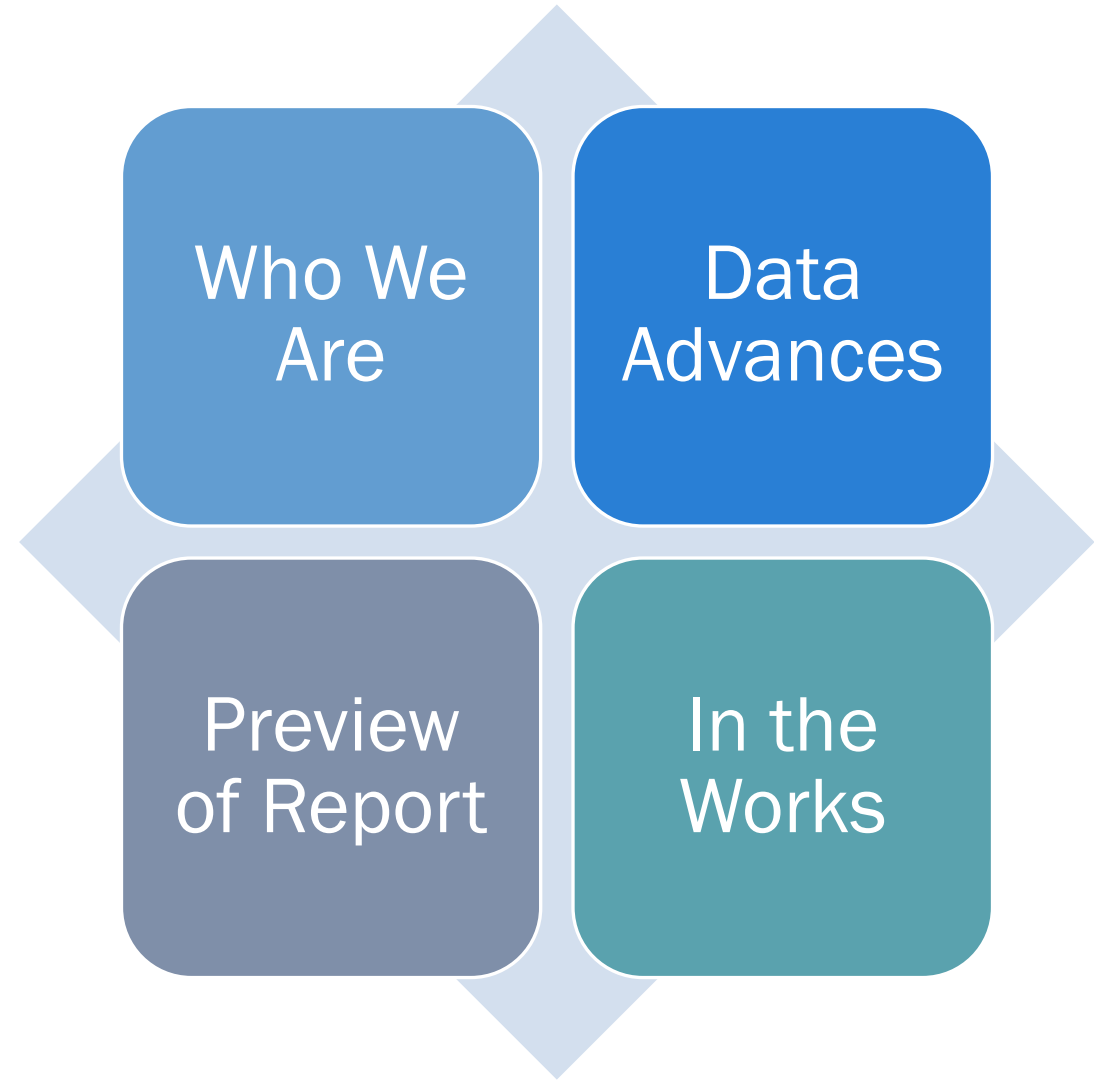 Who We
Are
Data
Advances
Preview
of Report
In the
Works